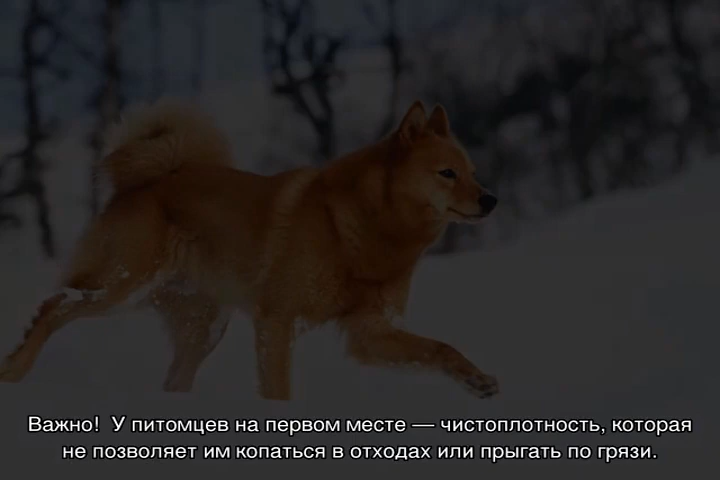 Важно! У питомцев на первом месте — чистоплотность, которая
не позволяет им копаться в отходах или прыгать по грязи.